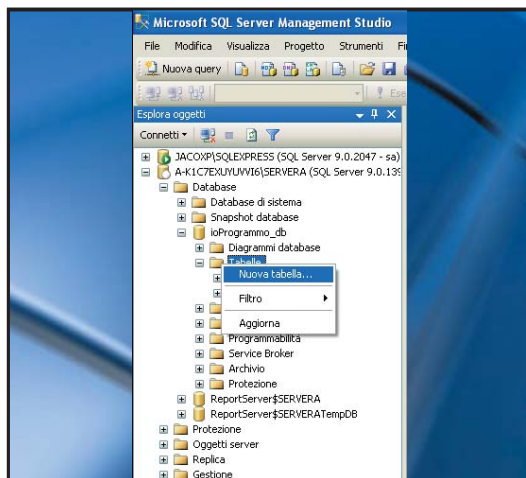 Microsoft SQL Server Management Studio
File Modifica Visualizza Progetto Strumenti
Nuova query
Esplora oggetti
Connetti
JACOXP\SQLEXPRESS (SQL Server 9.0.2047 - sa)
A-K1C7EXUYUVVI6\SERVERA (SQL Server 9.0.139
Database
Database di sistema
Snapshot database
ioProgrammo_db
Diagrammi database
Tabelle
Nuova tabella...
Filtro
Aggiorna
Programmabilità
Service Broker
Archivio
Protezione
ReportServer$SERVERA
ReportServer$SERVERATempDB
Protezione
Oggetti server
Replica
Gestione